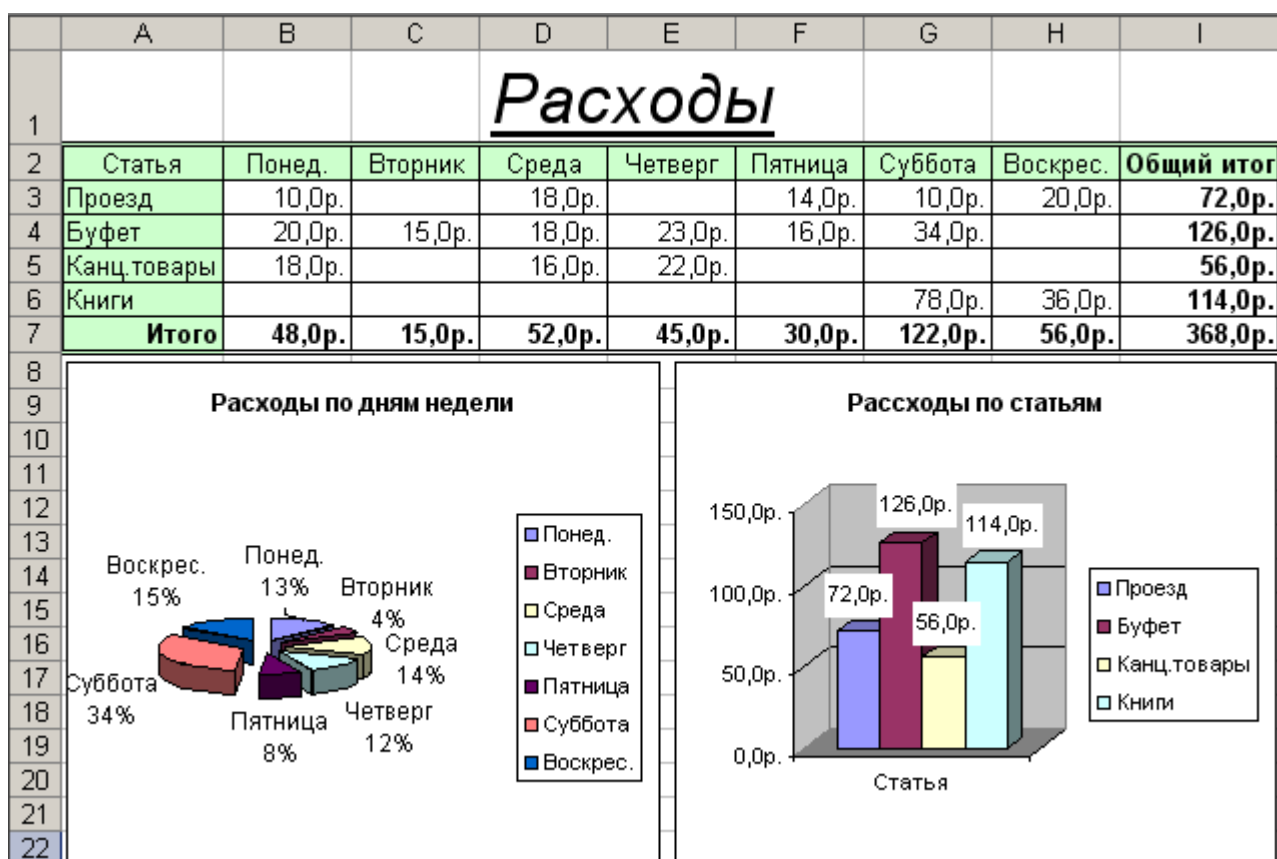 A B C D E F G H I
1 Расходы
2 Статья Понед. Вторник Среда Четверг Пятница Суббота Воскрес. Общий итог
3 Проезд 10,0р. 18,0р. 14,0р. 10,0р. 20,0р. 72,0р.
4 Буфет 20,0р. 15,0р. 18,0р. 23,0р. 16,0р. 34,0р. 126,0р.
5 Канц.товары 18,0р. 16,0р. 22,0р. 56,0р.
6 Книги 78,0р. 36,0р. 114,0р.
7 Итого 48,0р. 15,0р. 52,0р. 45,0р. 30,0р. 122,0р. 56,0р. 368,0р.
8
9
10
11
12
13
14
15
16
17
18
19
20
21
22
Расходы по дням недели
Понед.
13%
Вторник
4%
Среда
14%
Четверг
12%
Пятница
8%
Суббота
34%
Воскрес.
15%
Понед.
Вторник
Среда
Четверг
Пятница
Суббота
Воскрес.
Рассходы по статьям
150,0р.
100,0р.
50,0р.
0,0р.
72,0р.
126,0р.
56,0р.
114,0р.
Статья
Проезд
Буфет
Канц.товары
Книги